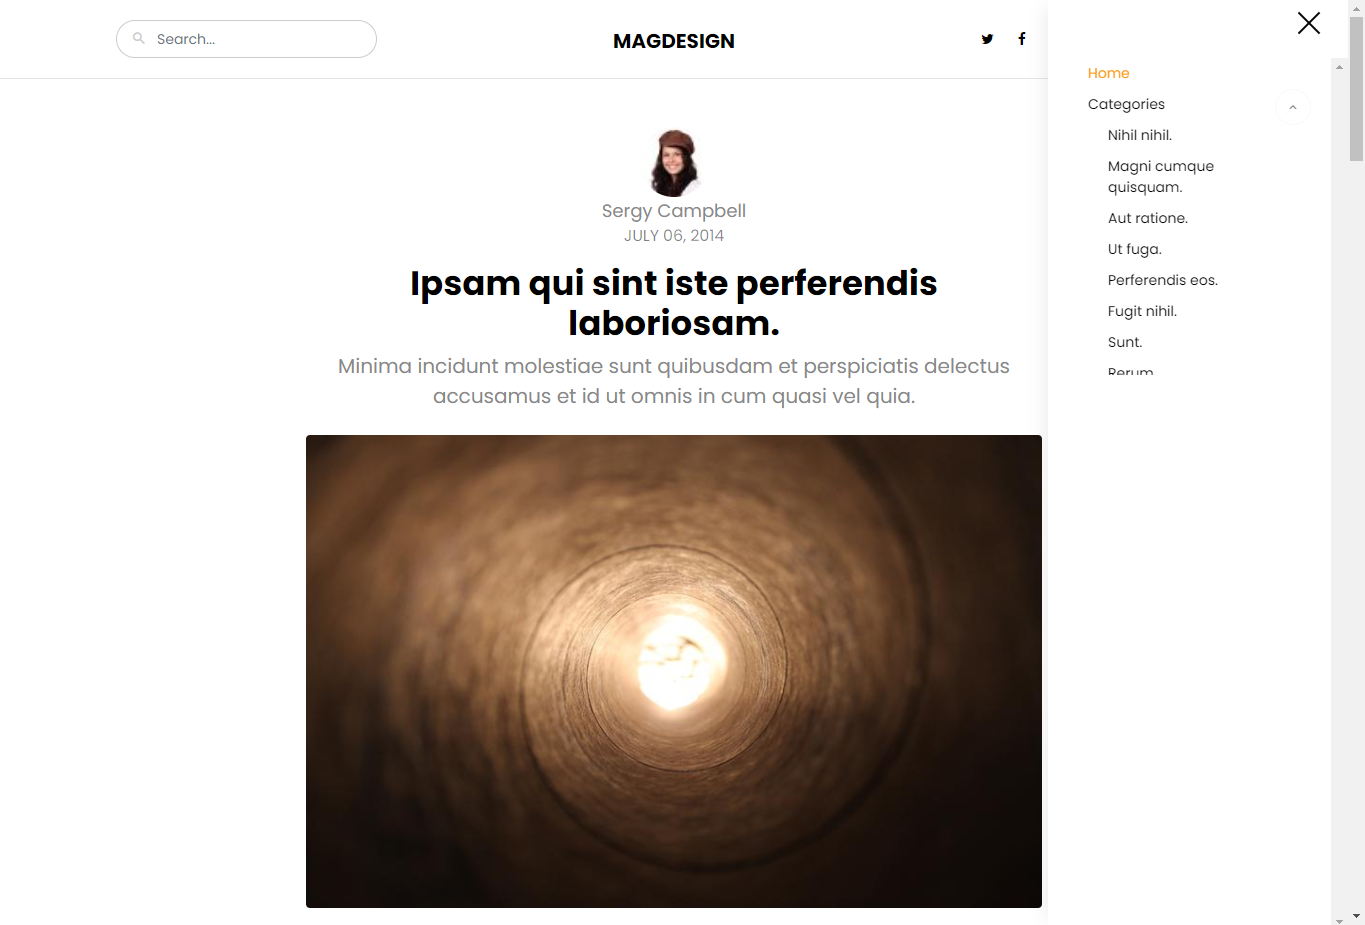 Search...
MAGDESIGN
Home
Categories
Nihil nihil.
Magni cumque
quisquam.
Aut ratione.
Ut fuga.
Perferendis eos.
Fugit nihil.
Sunt.
Rerum
Sergy Campbell
JULY 06, 2014
Ipsam qui sint iste perferendis
laboriosam.
Minima incidunt molestiae sunt quibusdam et perspiciatis delectus
accusamus et id ut omnis in cum quasi vel quia.